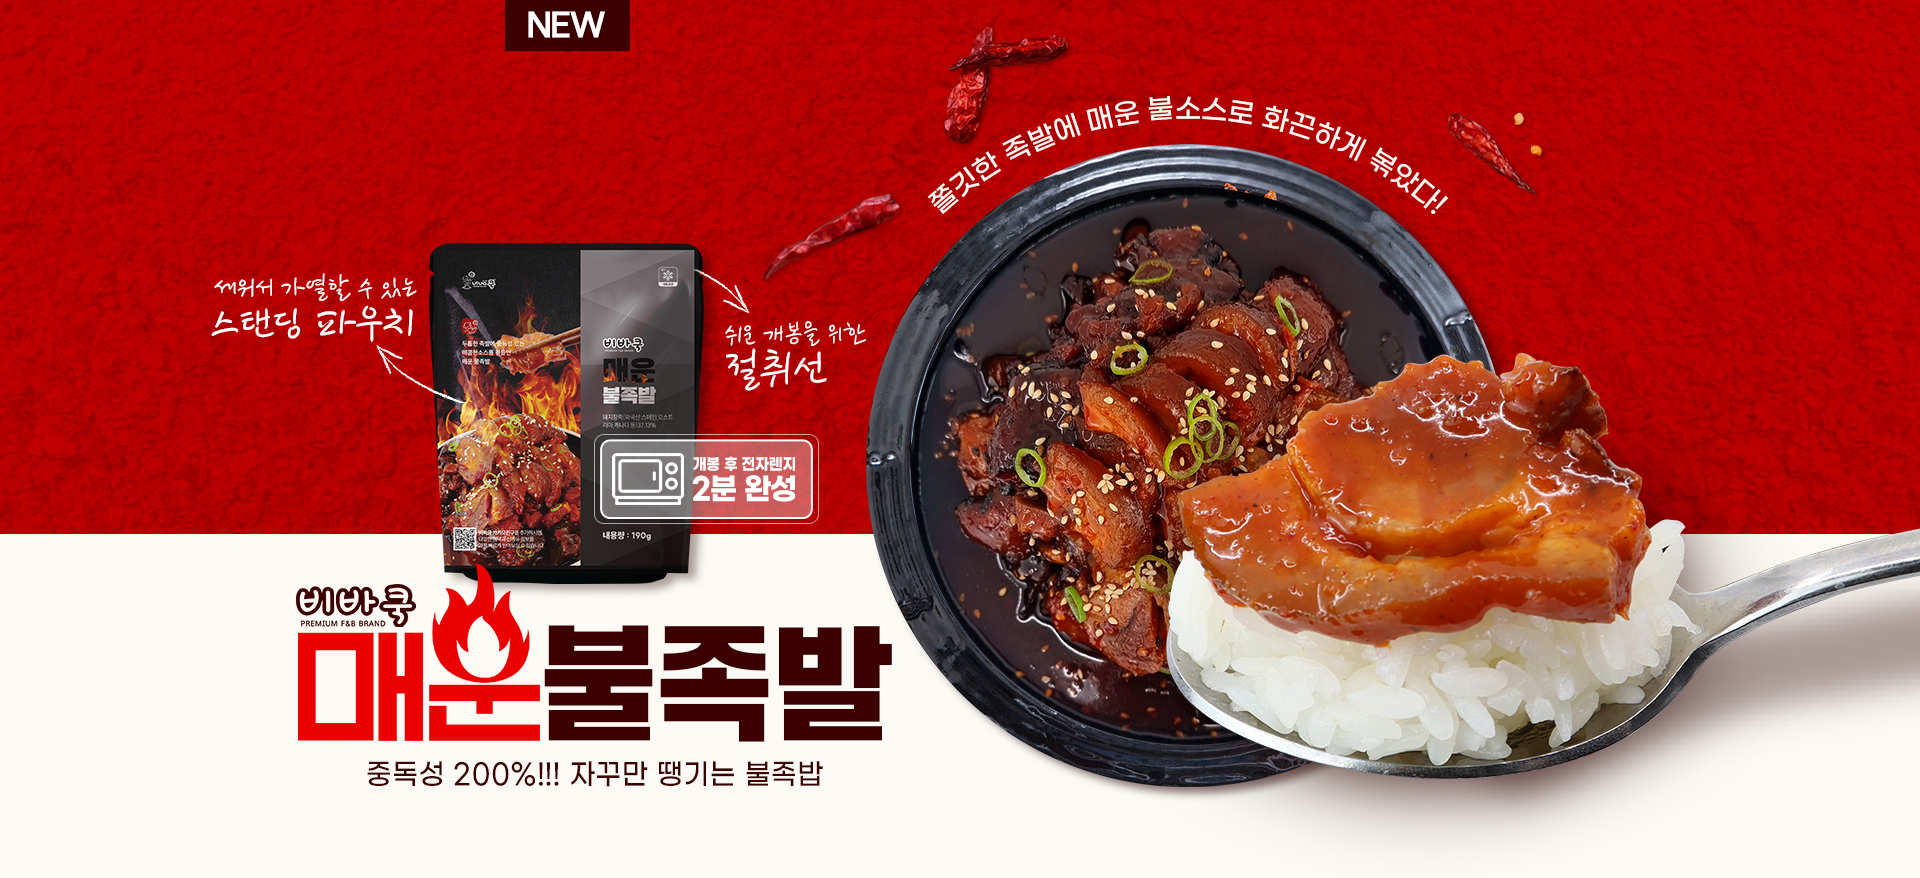 NEW
쫄깃한 족발에 매운 불소스로 화끈하게 볶았다!
세워서 가열할 수 있는
스탠딩 파우치
쉬운 개봉을 위한
절취선
비바쿡
매운
불족발
개봉 후 전자렌지
2분 완성
내용량 : 190g
비바쿡
PREMIUM F&B BRAND
매운불족발
중독성 200%!!! 자꾸만 땡기는 불족밥